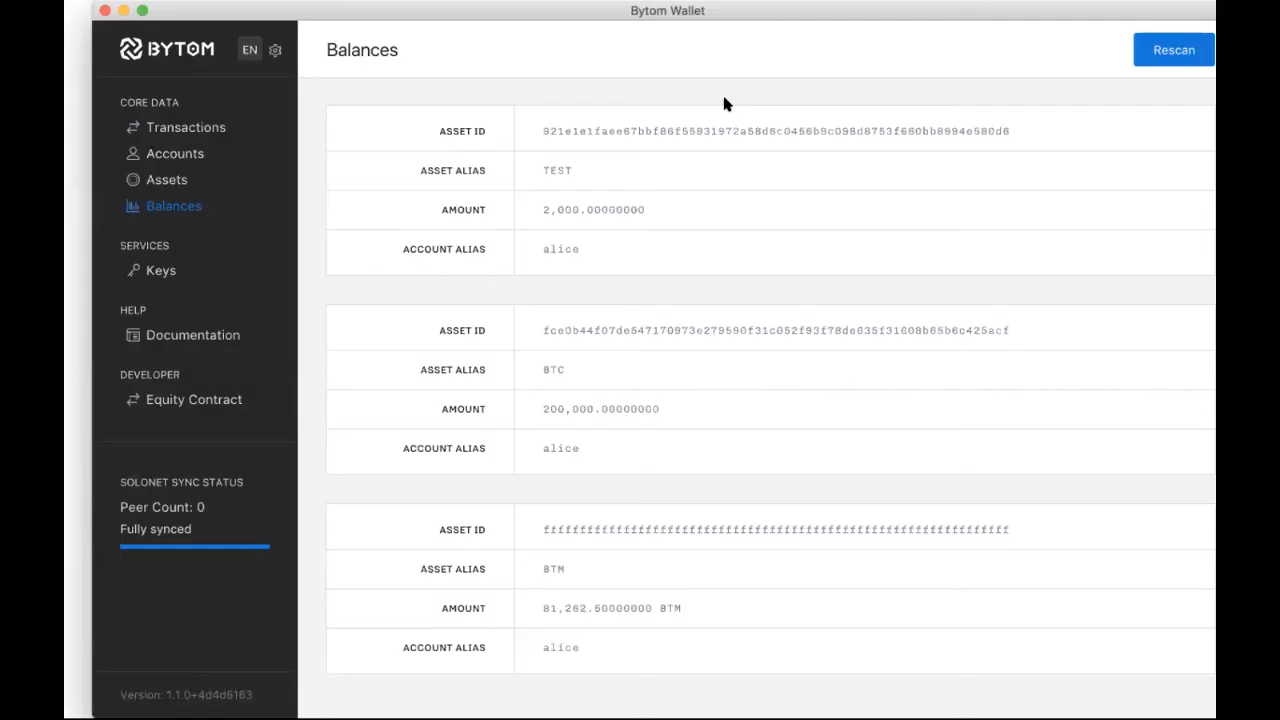 Bytom Wallet
BYTOM
EN
CORE DATA
Transactions
Accounts
Assets
Balances
SERVICES
Keys
HELP
Documentation
DEVELOPER
Equity Contract
SOLONET SYNC STATUS
Peer Count: 0
Fully synced
Version: 1.1.0+4d4d6163
Balances
Rescan
ASSET ID
921e1e1faee67bbf86f55931972a58d6c0456b9c098d8753f660bb8994e580d6
ASSET ALIAS
TEST
AMOUNT
2,000.00000000
ACCOUNT ALIAS
alice
ASSET ID
fce0b44f07de547170973e279590f31c052f93f78de035f31608b65b6c425acf
ASSET ALIAS
BTC
AMOUNT
200,000.00000000
ACCOUNT ALIAS
alice
ASSET ID
ffffffffffffffffffffffffffffffffffffffffffffffffffffffffffffffff
ASSET ALIAS
BTM
AMOUNT
81,262.50000000 BTM
ACCOUNT ALIAS
alice